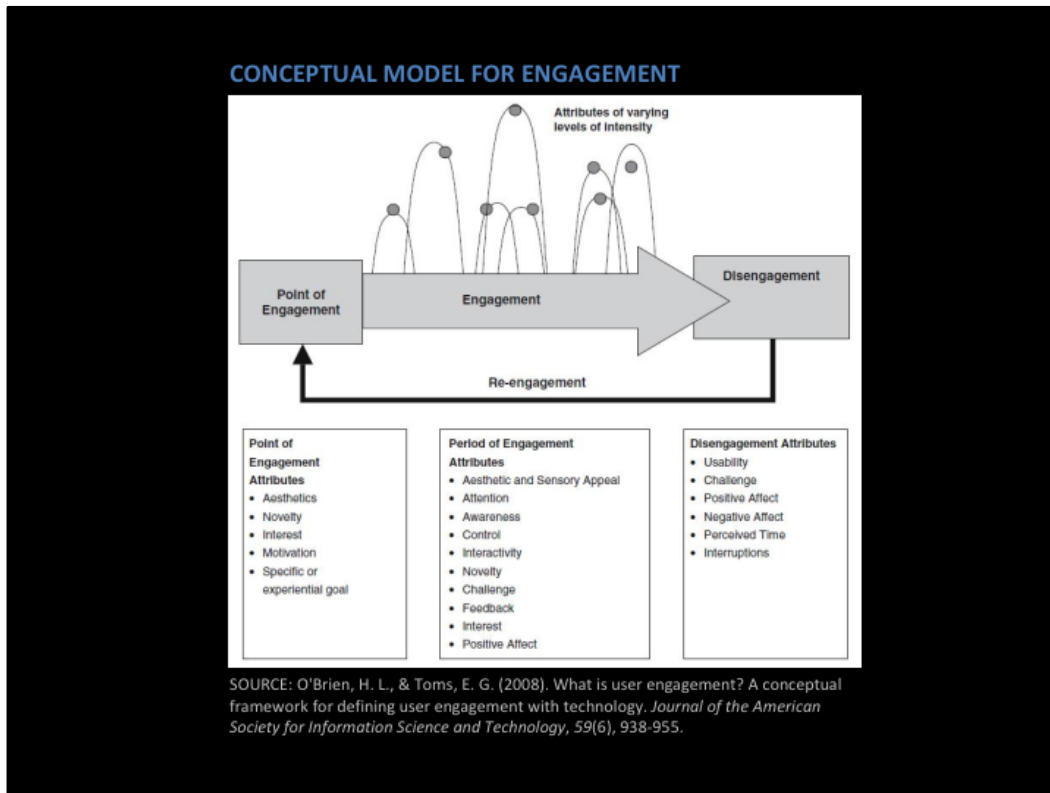 CONCEPTUAL MODEL FOR ENGAGEMENT
Attributes of varying
levels of intensity
Point of
Engagement
Engagement
Disengagement
Re-engagement
Point of
Engagement
Attributes
• Aesthetics
• Novelty
• Interest
• Motivation
• Specific or
experiential goal
Period of Engagement
Attributes
• Aesthetic and Sensory Appeal
• Attention
• Awareness
• Control
• Interactivity
• Novelty
• Challenge
• Feedback
• Interest
• Positive Affect
Disengagement Attributes
• Usability
• Challenge
• Positive Affect
• Negative Affect
• Perceived Time
• Interruptions
SOURCE: O'Brien, H. L., & Toms, E. G. (2008). What is user engagement? A conceptual
framework for defining user engagement with technology. Journal of the American
Society for Information Science and Technology, 59(6), 938-955.